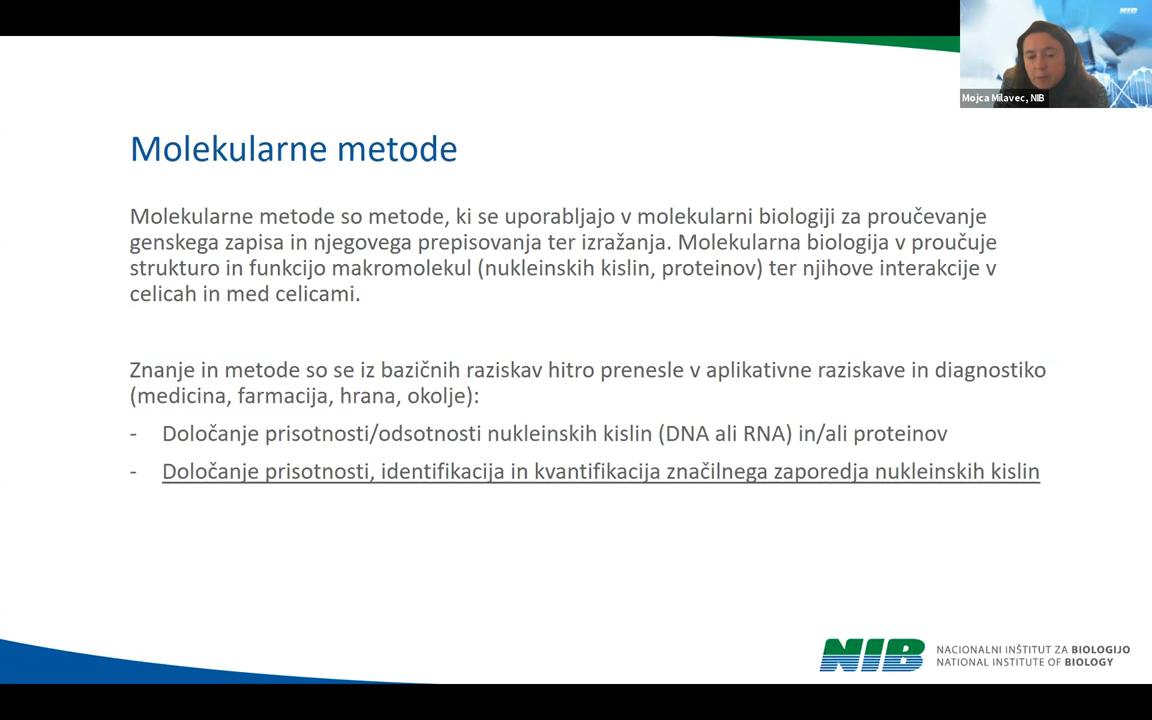 NIB
Mojca Milavec, NIB
Molekularne metode
Molekularne metode so metode, ki se uporabljajo v molekularni biologiji za proučevanje
genskega zapisa in njegovega prepisovanja ter izražanja. Molekularna biologija v proučuje
strukturo in funkcijo makromolekul (nukleinskih kislin, proteinov) ter njihove interakcije v
celicah in med celicami.
Znanje in metode so se iz bazičnih raziskav hitro prenesle v aplikativne raziskave in diagnostiko
(medicina, farmacija, hrana, okolje):
- Določanje prisotnosti/odsotnosti nukleinskih kislin (DNA ali RNA) in/ali proteinov
- Določanje prisotnosti, identifikacija in kvantifikacija značilnega zaporedja nukleinskih kislin
NIB
NACIONALNI INŠTITUT ZA BIOLOGIJO
NATIONAL INSTITUTE OF BIOLOGY